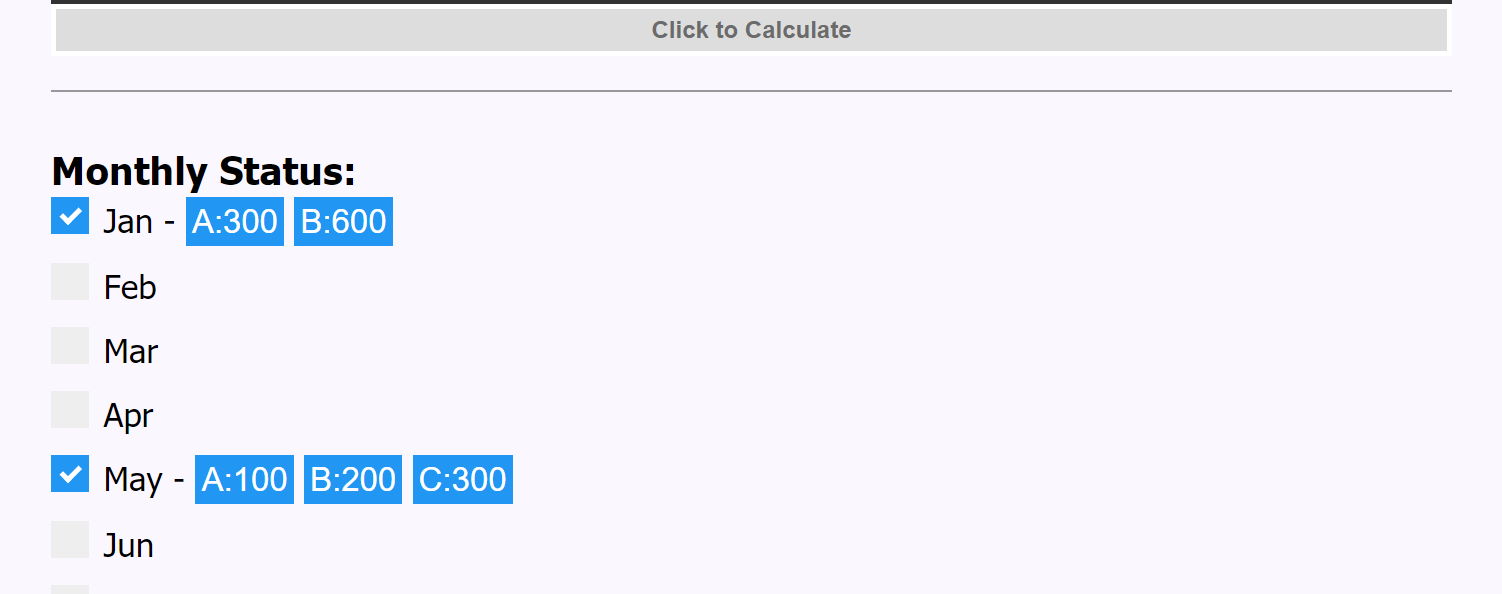 Click to Calculate
Monthly Status:
Jan - A:300 B:600
Feb
Mar
Apr
May - A:100 B:200 C:300
Jun